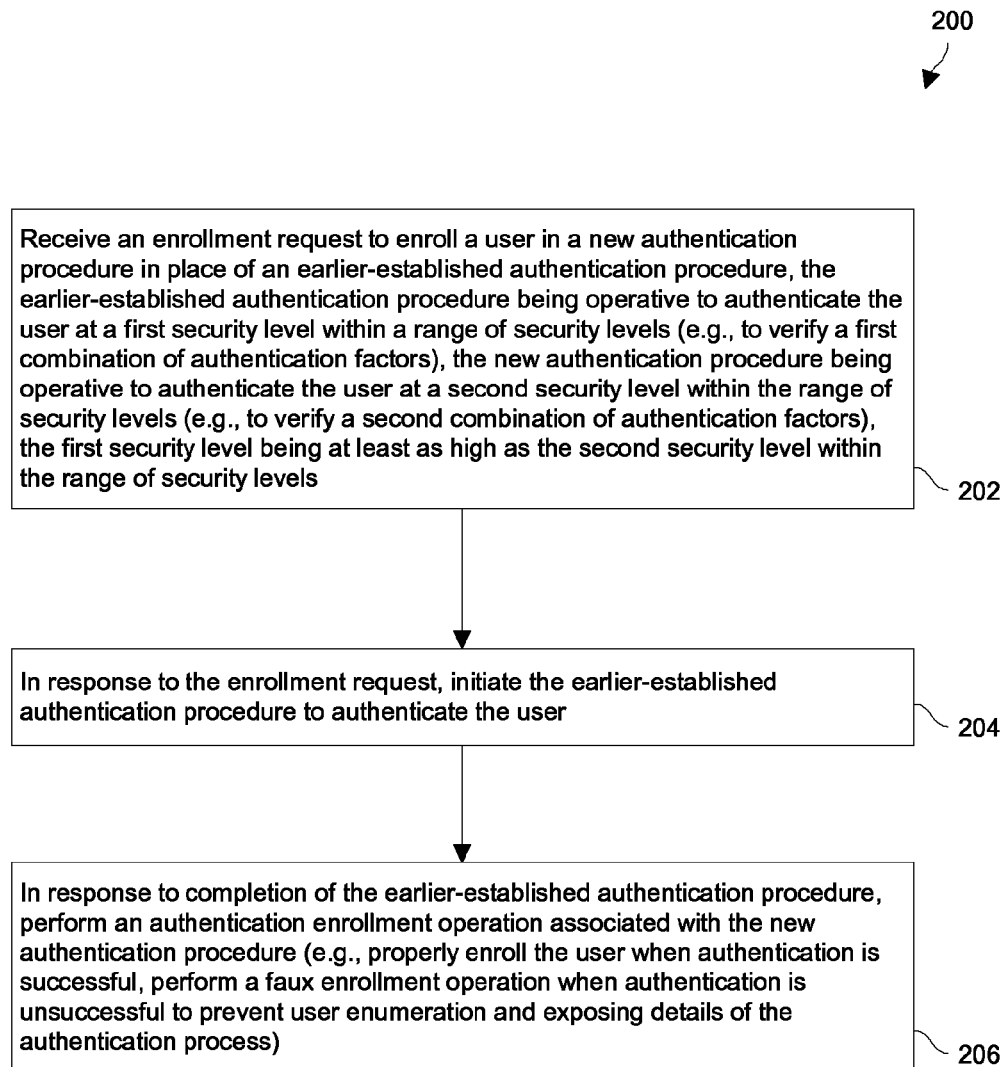 200
Receive an enrollment request to enroll a user in a new authentication
procedure in place of an earlier-established authentication procedure, the
earlier-established authentication procedure being operative to authenticate the
user at a first security level within a range of security levels (e.g., to verify a first
combination of authentication factors), the new authentication procedure being
operative to authenticate the user at a second security level within the range of
security levels (e.g., to verify a second combination of authentication factors),
the first security level being at least as high as the second security level within
the range of security levels
202
In response to the enrollment request, initiate the earlier-established
authentication procedure to authenticate the user
204
In response to completion of the earlier-established authentication procedure,
perform an authentication enrollment operation associated with the new
authentication procedure (e.g., properly enroll the user when authentication is
successful, perform a faux enrollment operation when authentication is
unsuccessful to prevent user enumeration and exposing details of the
authentication process)
206